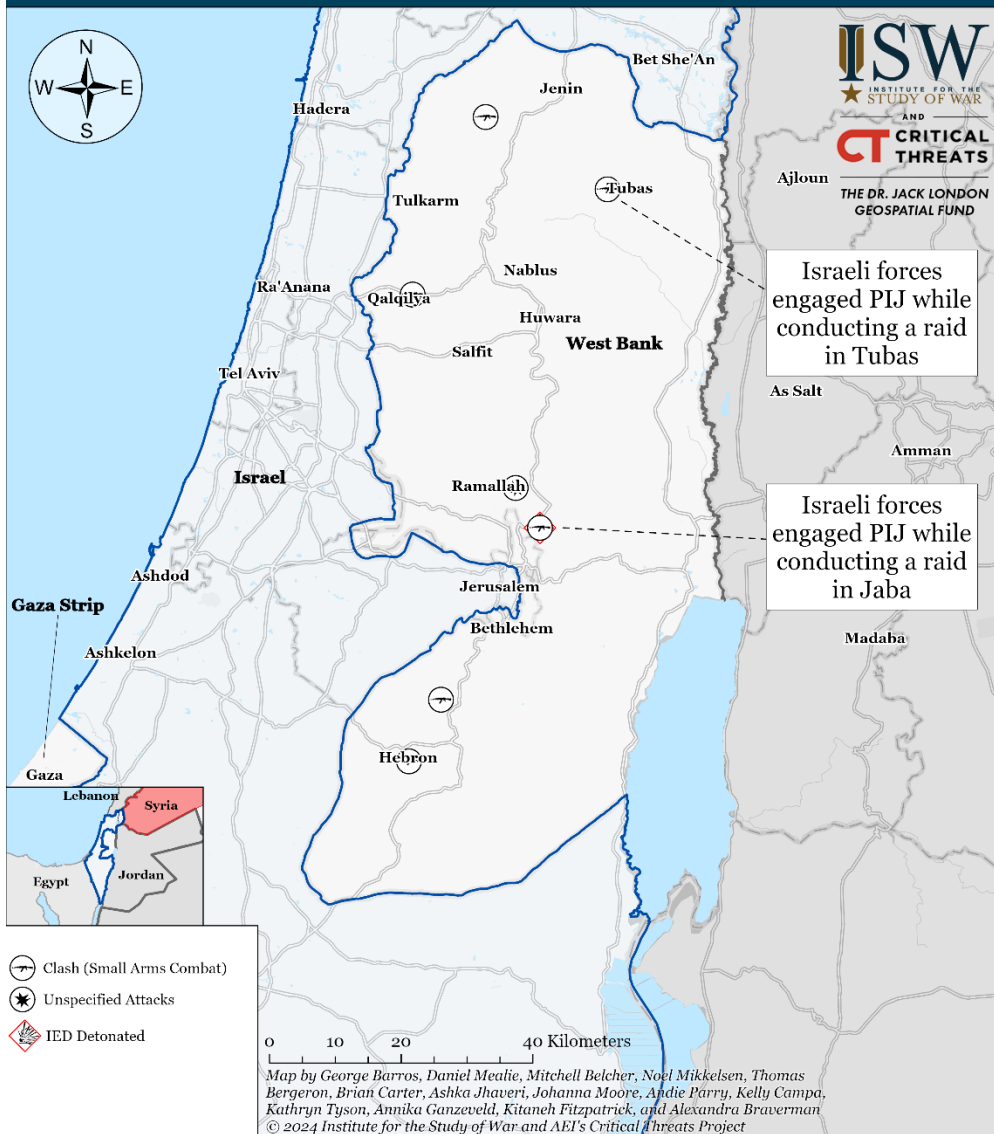 N
W
E
S
ISW
INSTITUTE FOR THE
STUDY OF WAR
AND
CT CRITICAL
THREATS
THE DR. JACK LONDON
GEOSPATIAL FUND
Bet She'An
Jenin
Hadera
Ajloun
Tubas
Tulkarm
Israeli forces
engaged PIJ while
conducting a raid
in Tubas
Nablus
Ra'Anana
Qalqilya
Huwara
West Bank
Salfit
Tel Aviv
As Salt
Amman
Israel
Ramallah
Israeli forces
engaged PIJ while
conducting a raid
in Jaba
Ashdod
Jerusalem
Gaza Strip
Bethlehem
Madaba
Ashkelon
Hebron
Gaza
Lebanon
Syria
Egypt
Jordan
Clash (Small Arms Combat)
Unspecified Attacks
IED Detonated
0 10 20 40 Kilometers
Map by George Barros, Daniel Mealie, Mitchell Belcher, Noel Mikkelsen, Thomas
Bergeron, Brian Carter, Ashka Jhaveri, Johanna Moore, Andie Parry, Kelly Campa,
Kathryn Tyson, Annika Ganzeveld, Kitaneh Fitzpatrick, and Alexandra Braverman
© 2024 Institute for the Study of War and AEI's Critical Threats Project